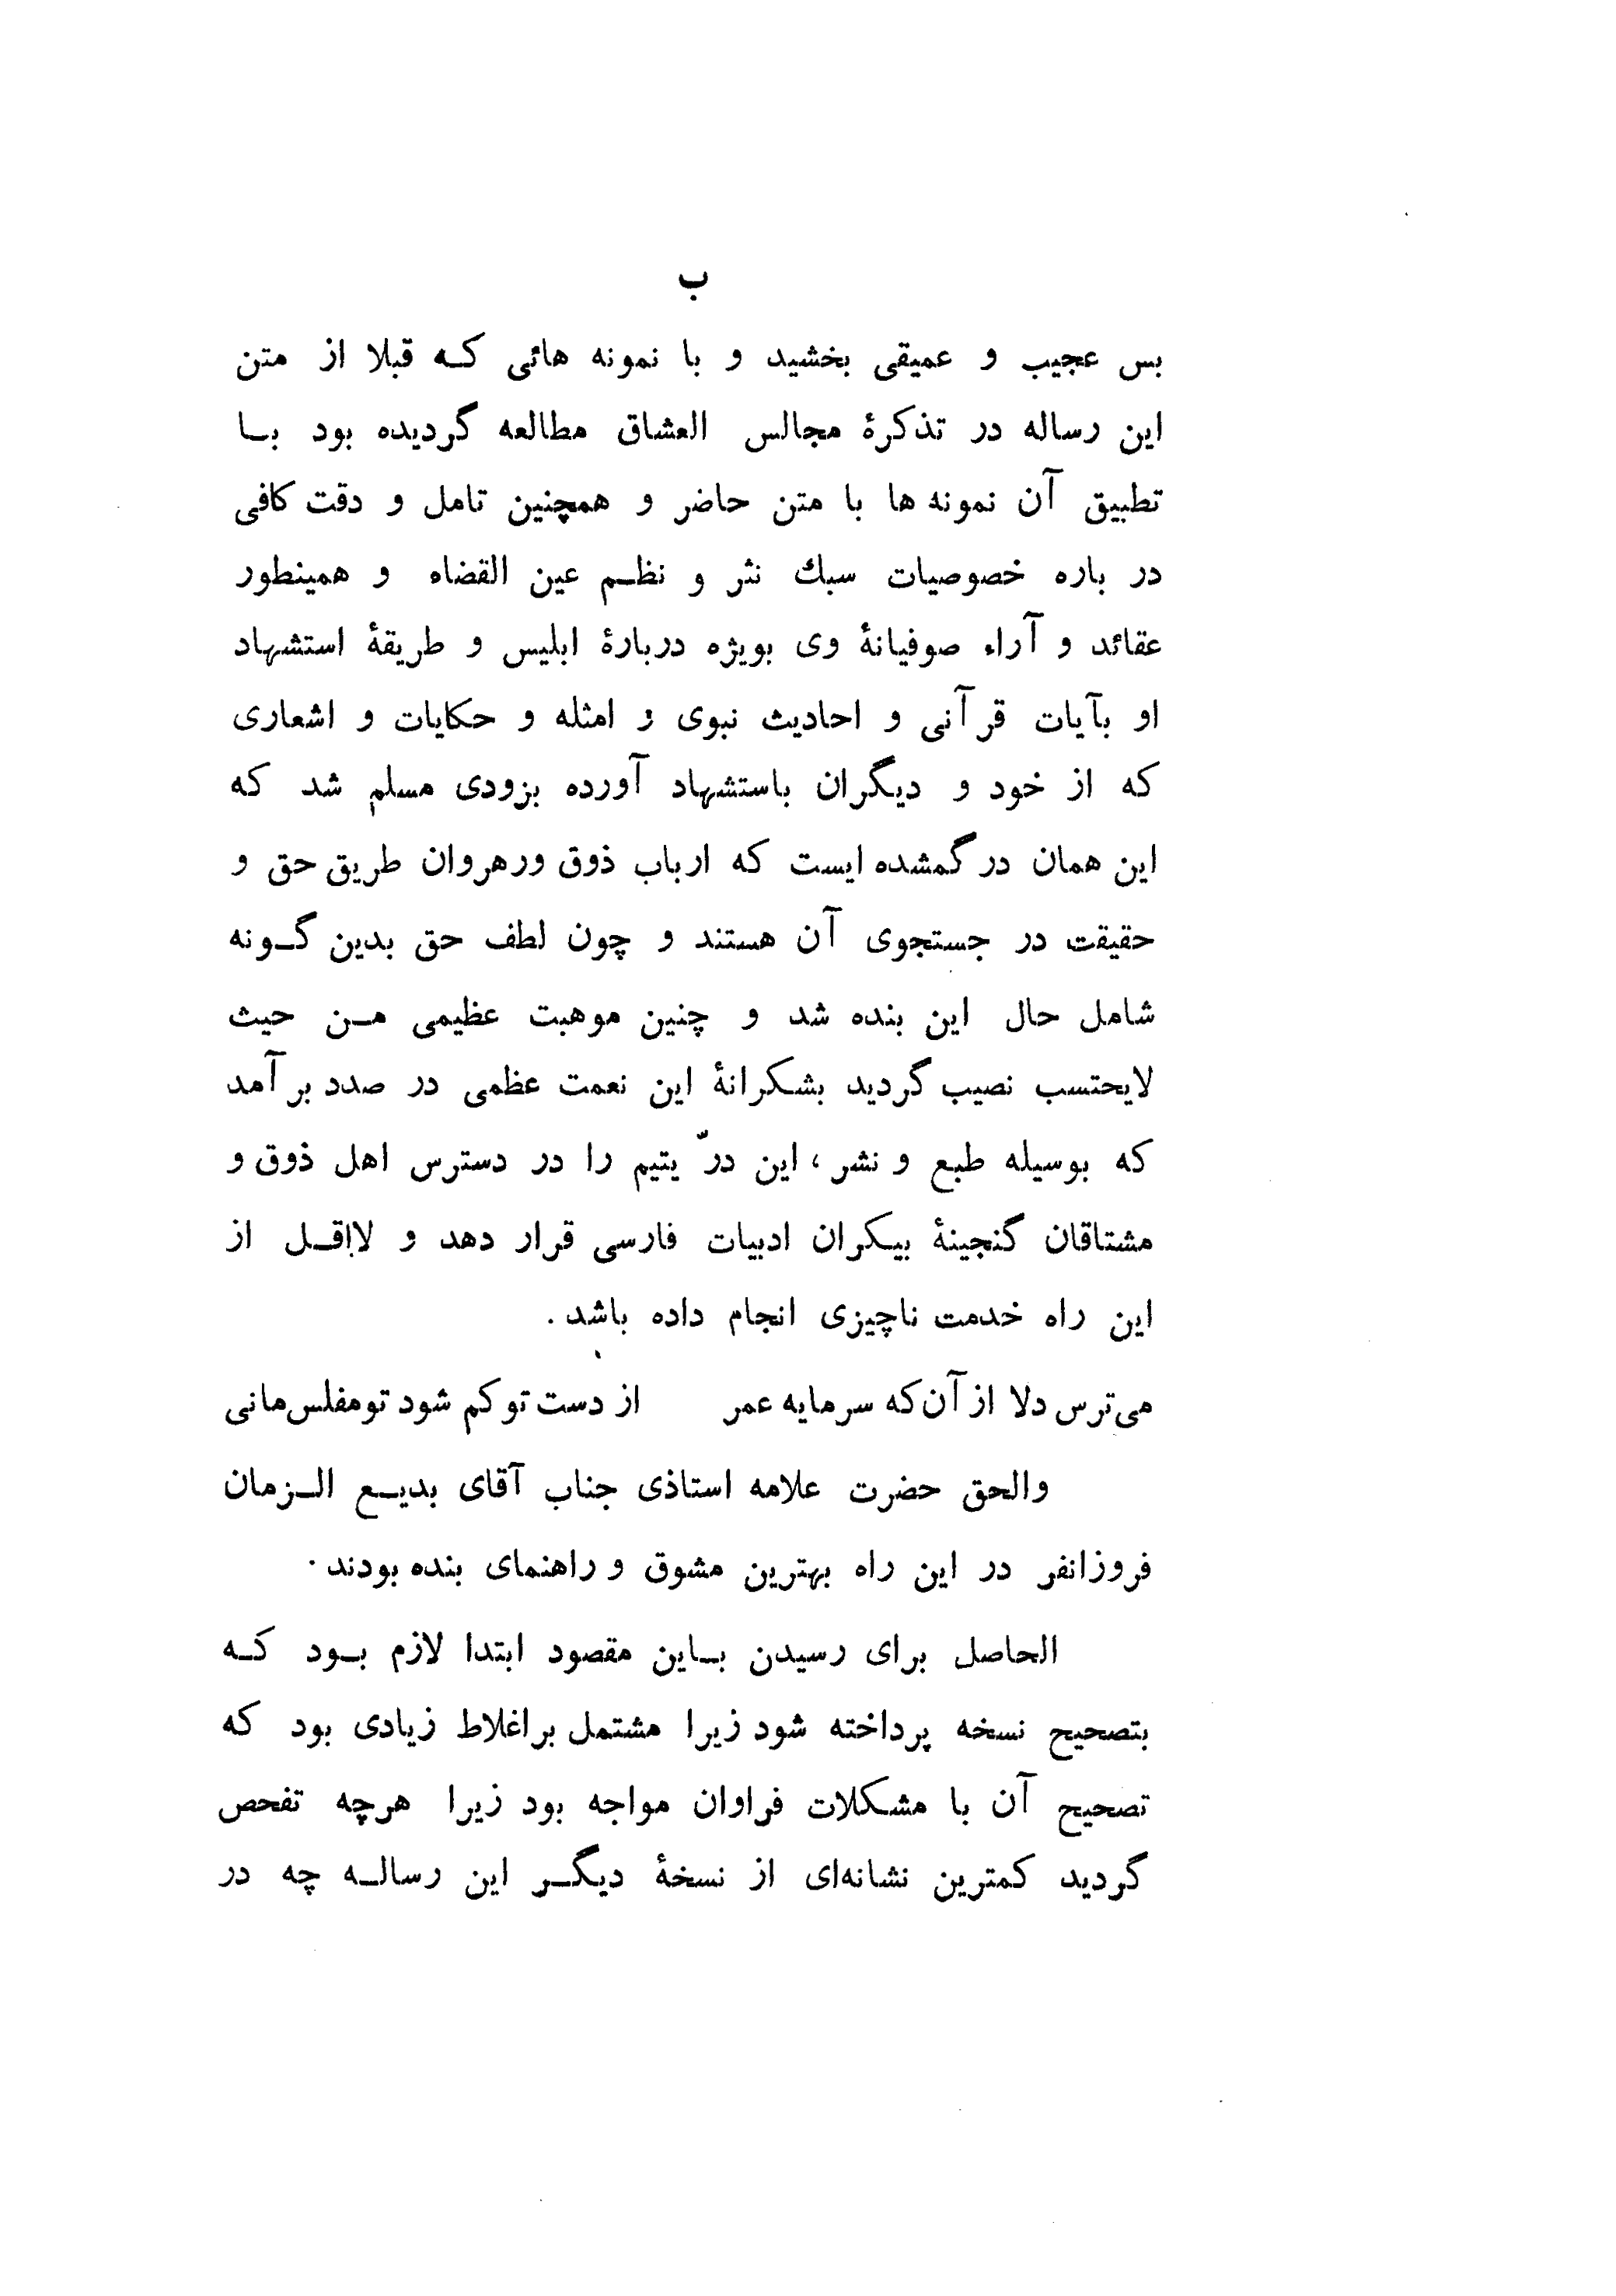 ب
بس عجیب و عمیقی بخشید و با نمونه هائی که قبلا از متن
این رساله در تذکرهٔ مجالس العشاق مطالعه گردیده بود با
تطبیق آن نمونه ها با متن حاضر و همچنین تامل و دقت کافی
در باره خصوصیات سبك نثر و نظم عین القضاه و همینطور
عقائد و آراء صوفیانهٔ وی بویژه دربارهٔ ابلیس و طریقهٔ استشهاد
او بآیات قرآنی و احادیث نبوی و امثله و حکایات و اشعاری
که از خود و دیگران باستشهاد آورده بزودی مسلم شد که
این همان در گمشده ایست که ارباب ذوق ورهروان طریق حق و
حقیقت در جستجوی آن هستند و چون لطف حق بدین گونه
شامل حال این بنده شد و چنین موهبت عظیمی من حیث
لایحتسب نصیب گردید بشکرانهٔ این نعمت عظمی در صدد برآمد
که بوسیله طبع و نشر، این درّ یتیم را در دسترس اهل ذوق و
مشتاقان گنجینهٔ بیکران ادبیات فارسی قرار دهد و لااقل از
این راه خدمت ناچیزی انجام داده باشد.
می‌ترس دلا از آن‌که سرمایه عمر از دست تو کم شود تومفلس‌مانی
والحق حضرت علامه استاذی جناب آقای بدیع الزمان
فروزانفر در این راه بهترین مشوق و راهنمای بنده بودند.
الحاصل برای رسیدن باین مقصود ابتدا لازم بود که
بتصحیح نسخه پرداخته شود زیرا مشتمل براغلاط زیادی بود که
تصحیح آن با مشکلات فراوان مواجه بود زیرا هرچه تفحص
گردید کمترین نشانه‌ای از نسخهٔ دیگر این رساله چه در